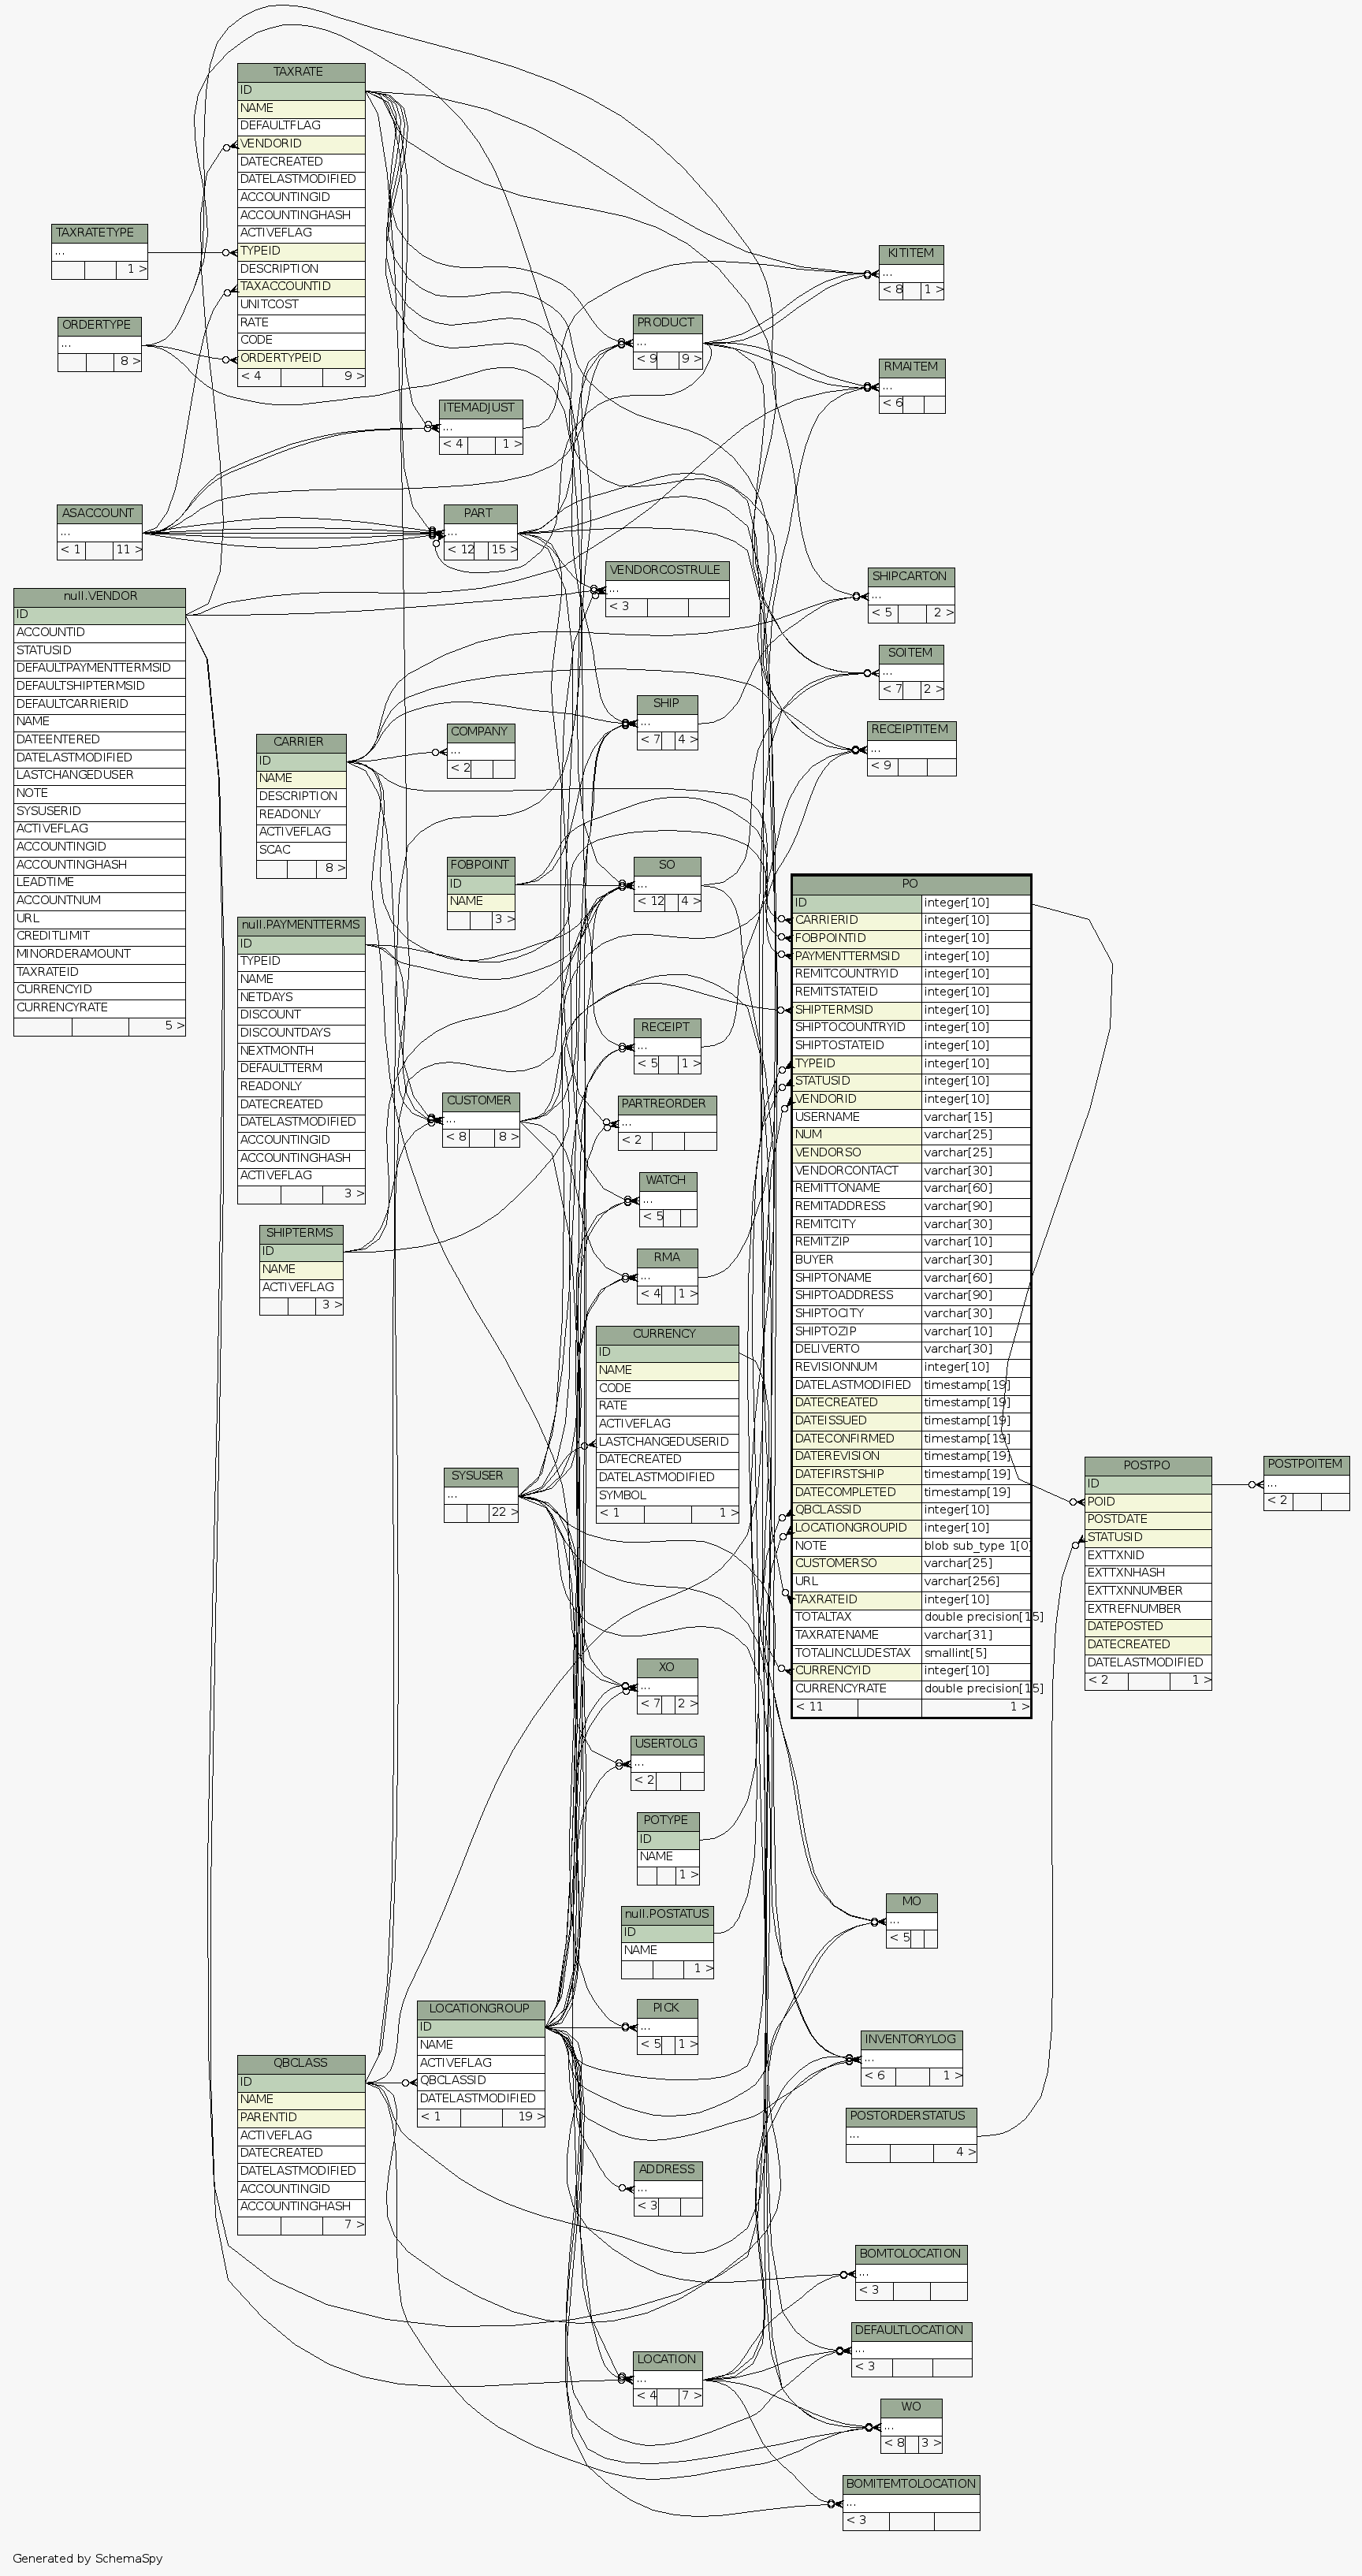 TAXRATE
ID
NAME
DEFAULTFLAG
VENDORID
DATECREATED
DATELASTMODIFIED
ACCOUNTINGID
ACCOUNTINGHASH
ACTIVEFLAG
TYPEID
DESCRIPTION
TAXACCOUNTID
UNITCOST
RATE
CODE
ORDERTYPEID
< 4 9 >
TAXRATETYPE
...
1 >
ORDERTYPE
...
8 >
KITITEM
...
< 8 1 >
PRODUCT
...
< 9 9 >
RMAITEM
...
< 6
ITEMADJUST
...
< 4 1 >
ASACCOUNT
...
< 1 11 >
PART
...
< 12 15 >
VENDORCOSTRULE
...
< 3
SHIPCARTON
...
< 5 2 >
null.VENDOR
ID
ACCOUNTID
STATUSID
DEFAULTPAYMENTTERMSID
DEFAULTSHIPTERMSID
DEFAULTCARRIERID
NAME
DATEENTERED
DATELASTMODIFIED
LASTCHANGEDUSER
NOTE
SYSUSERID
ACTIVEFLAG
ACCOUNTINGID
ACCOUNTINGHASH
LEADTIME
ACCOUNTNUM
URL
CREDITLIMIT
MINORDERAMOUNT
TAXRATEID
CURRENCYID
CURRENCYRATE
5 >
SOITEM
...
< 7 2 >
SHIP
...
< 7 4 >
RECEIPTITEM
...
< 9
COMPANY
...
< 2
CARRIER
ID
NAME
DESCRIPTION
READONLY
ACTIVEFLAG
SCAC
8 >
FOBPOINT
ID
NAME
3 >
SO
...
< 12 4 >
null.PAYMENTTERMS
ID
TYPEID
NAME
NETDAYS
DISCOUNT
DISCOUNTDAYS
NEXTMONTH
DEFAULTTERM
READONLY
DATECREATED
DATELASTMODIFIED
ACCOUNTINGID
ACCOUNTINGHASH
ACTIVEFLAG
3 >
PO
ID integer[10]
CARRIERID integer[10]
FOBPOINTID integer[10]
PAYMENTTERMSID integer[10]
REMITCOUNTRYID integer[10]
REMITSTATEID integer[10]
SHIPTERMSID integer[10]
SHIPTOCOUNTRYID integer[10]
SHIPTOSTATEID integer[10]
TYPEID integer[10]
STATUSID integer[10]
VENDORID integer[10]
USERNAME varchar[15]
NUM varchar[25]
VENDORSO varchar[25]
VENDORCONTACT varchar[30]
REMITTONAME varchar[60]
REMITADDRESS varchar[90]
REMITCITY varchar[30]
REMITZIP varchar[10]
BUYER varchar[30]
SHIPTONAME varchar[60]
SHIPTOADDRESS varchar[90]
SHIPTOCITY varchar[30]
SHIPTOZIP varchar[10]
DELIVERTO varchar[30]
REVISIONNUM integer[10]
DATELASTMODIFIED timestamp[19]
DATECREATED timestamp[19]
DATEISSUED timestamp[19]
DATECONFIRMED timestamp[19]
DATEREVISION timestamp[19]
DATEFIRSTSHIP timestamp[19]
DATECOMPLETED timestamp[19]
QBCLASSID integer[10]
LOCATIONGROUPID integer[10]
NOTE blob sub_type 1[0]
CUSTOMERSO varchar[25]
URL varchar[256]
TAXRATEID integer[10]
TOTALTAX double precision[15]
TAXRATENAME varchar[31]
TOTALINCLUDESTAX smallint[5]
CURRENCYID integer[10]
CURRENCYRATE double precision[15]
< 11 1 >
RECEIPT
...
< 5 1 >
CUSTOMER
...
< 8 8 >
PARTREORDER
...
< 2
WATCH
...
< 5
SHIPTERMS
ID
NAME
ACTIVEFLAG
3 >
RMA
...
< 4 1 >
CURRENCY
ID
NAME
CODE
RATE
ACTIVEFLAG
LASTCHANGEDUSERID
DATECREATED
DATELASTMODIFIED
SYMBOL
< 1 1 >
SYSUSER
...
22 >
POSTPO
ID
POID
POSTDATE
STATUSID
EXTTXNID
EXTTXNHASH
EXTTXNNUMBER
EXTREFNUMBER
DATEPOSTED
DATECREATED
DATELASTMODIFIED
< 2 1 >
POSTPOITEM
...
< 2
XO
...
< 7 2 >
USERTOLG
...
< 2
POTYPE
ID
NAME
1 >
MO
...
< 5
null.POSTATUS
ID
NAME
1 >
PICK
...
< 5 1 >
LOCATIONGROUP
ID
NAME
ACTIVEFLAG
QBCLASSID
DATELASTMODIFIED
< 1 19 >
QBCLASS
ID
NAME
PARENTID
ACTIVEFLAG
DATECREATED
DATELASTMODIFIED
ACCOUNTINGID
ACCOUNTINGHASH
7 >
INVENTORYLOG
...
< 6 1 >
POSTORDERSTATUS
...
4 >
ADDRESS
...
< 3
BOMTOLOCATION
...
< 3
DEFAULTLOCATION
...
< 3
LOCATION
...
< 4 7 >
WO
...
< 8 3 >
BOMITEMTOLOCATION
...
< 3
Generated by SchemaSpy